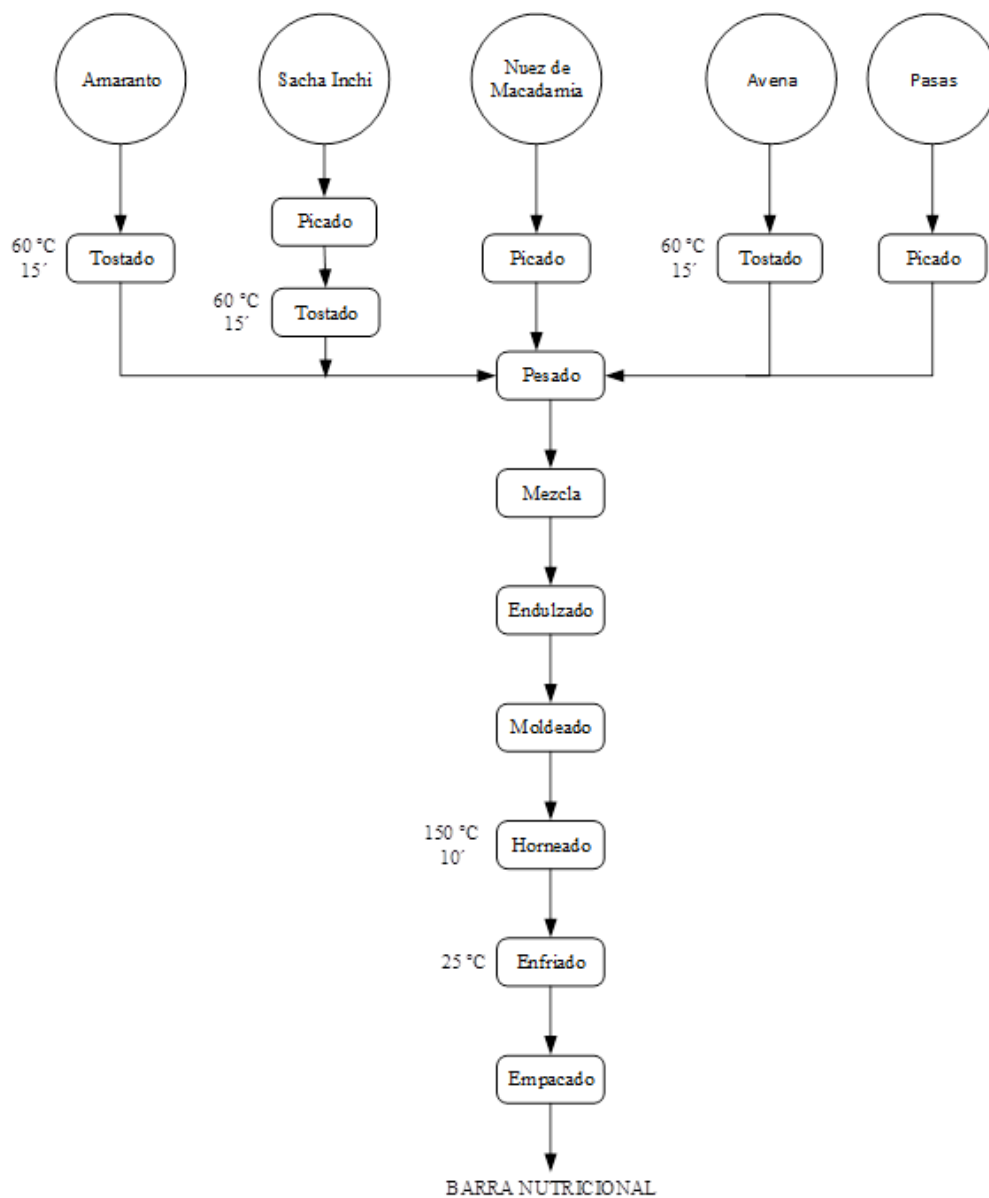 Amaranto
Sacha Inchi
Nuez de
Macadamia
Avena
Pasas
Picado
60 °C
15´
Tostado
Picado
60 °C
15´
Tostado
Picado
60 °C
15´
Tostado
Pesado
Mezcla
Endulzado
Moldeado
150 °C
10´
Horneado
25 °C
Enfriado
Empacado
BARRA NUTRICIONAL